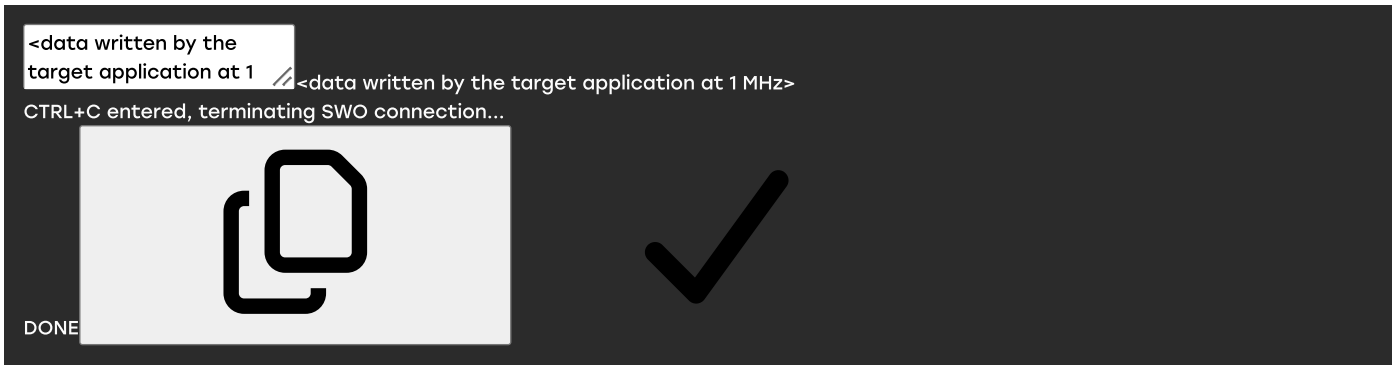 <data written by the
target application at 1
<data written by the target application at 1 MHz>
CTRL+C entered, terminating SWO connection...
DONE